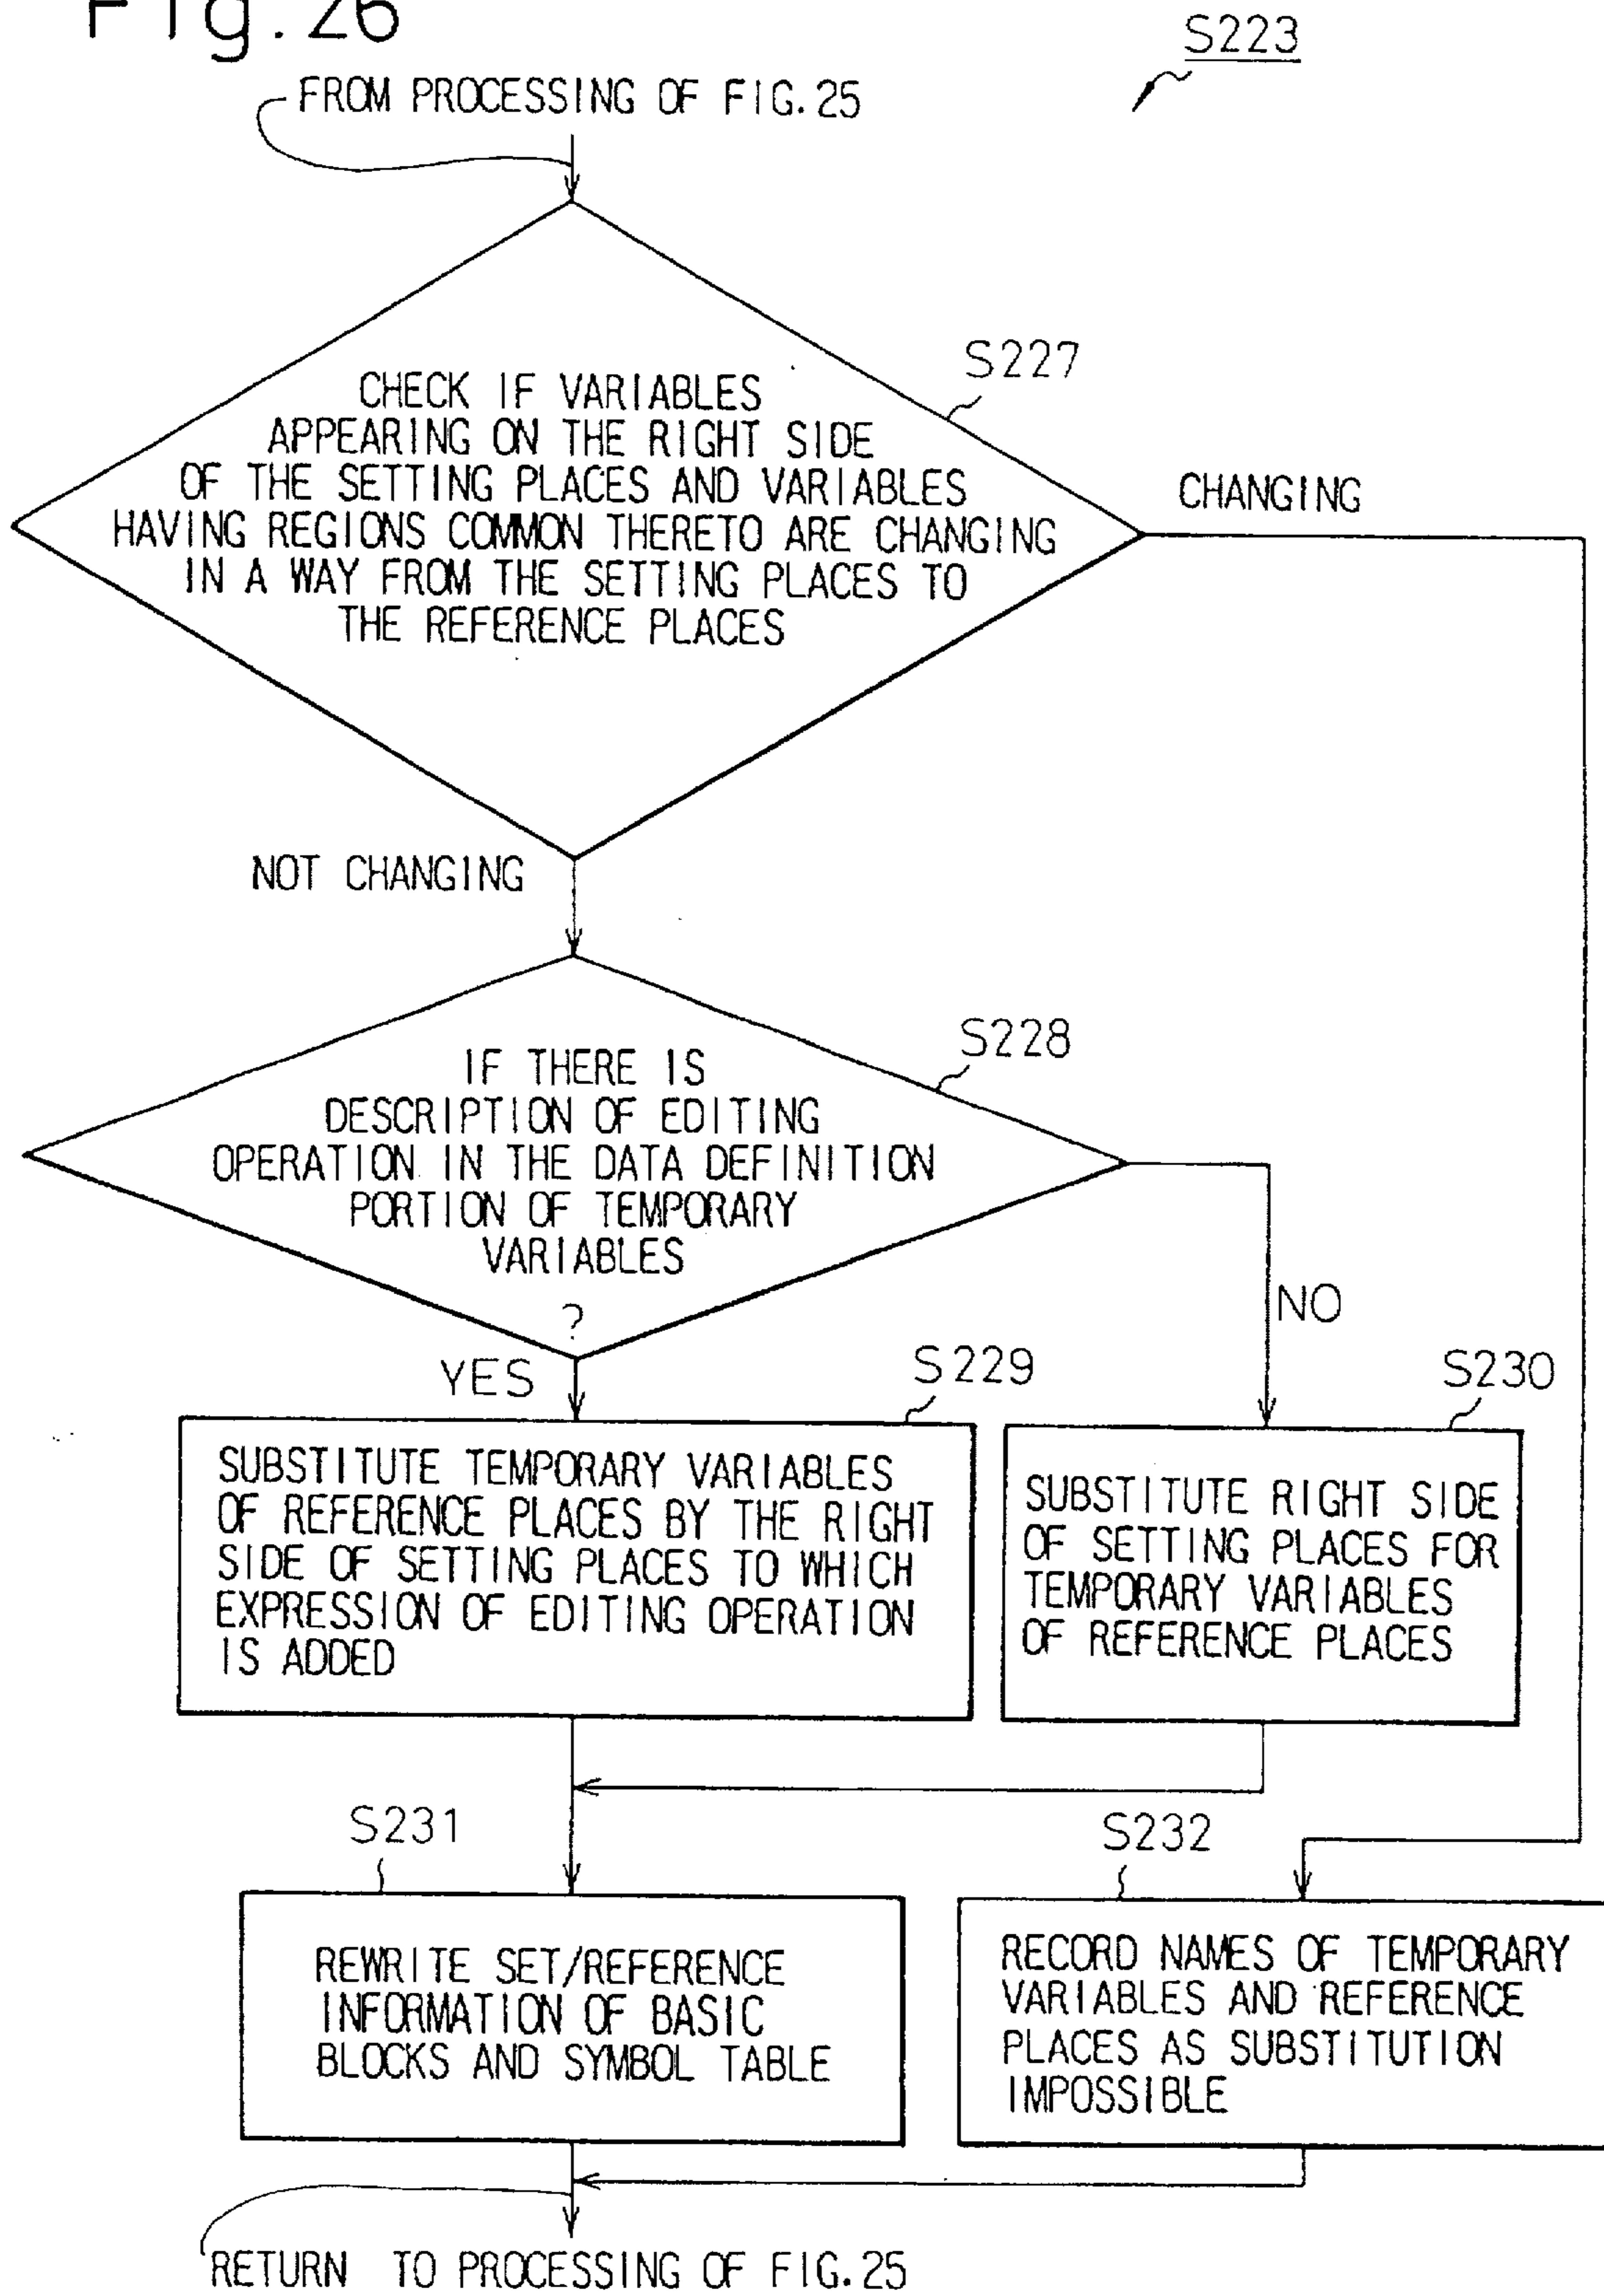 Fig. 26
S223
FROM PROCESSING OF FIG. 25
S227
CHECK IF VARIABLES
APPEARING ON THE RIGHT SIDE
OF THE SETTING PLACES AND VARIABLES
HAVING REGIONS COMMON THERETO ARE CHANGING
IN A WAY FROM THE SETTING PLACES TO
THE REFERENCE PLACES
CHANGING
NOT CHANGING
S228
IF THERE IS
DESCRIPTION OF EDITING
OPERATION IN THE DATA DEFINITION
PORTION OF TEMPORARY
VARIABLES
?
NO
YES
S229
SUBSTITUTE TEMPORARY VARIABLES
OF REFERENCE PLACES BY THE RIGHT
SIDE OF SETTING PLACES TO WHICH
EXPRESSION OF EDITING OPERATION
IS ADDED
S230
SUBSTITUTE RIGHT SIDE
OF SETTING PLACES FOR
TEMPORARY VARIABLES
OF REFERENCE PLACES
S231
REWRITE SET/REFERENCE
INFORMATION OF BASIC
BLOCKS AND SYMBOL TABLE
S232
RECORD NAMES OF TEMPORARY
VARIABLES AND REFERENCE
PLACES AS SUBSTITUTION
IMPOSSIBLE
RETURN TO PROCESSING OF FIG. 25